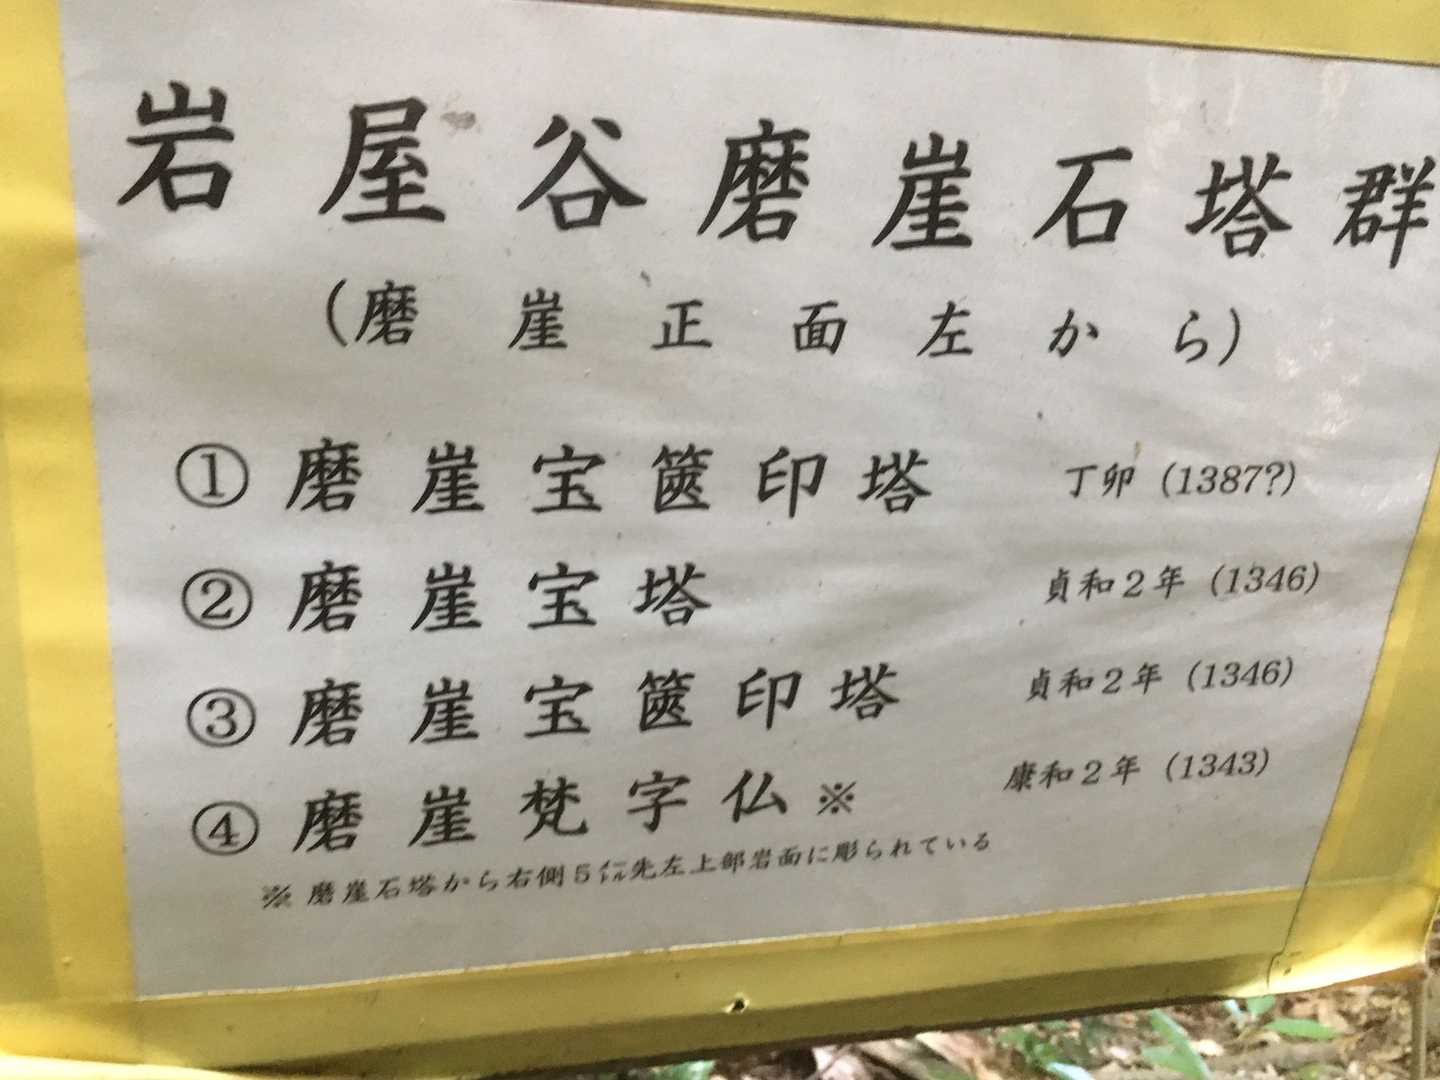 岩屋谷磨崖石塔群
(磨崖正面左から)
①磨崖宝篋印塔 丁卯(1387?)
②磨崖宝塔 貞和2年(1346)
③磨崖宝篋印塔 貞和2年(1346)
④磨崖梵字仏※ 康和2年(1343)
※ 磨崖石塔から右側5㍍先左上部岩面に彫られている